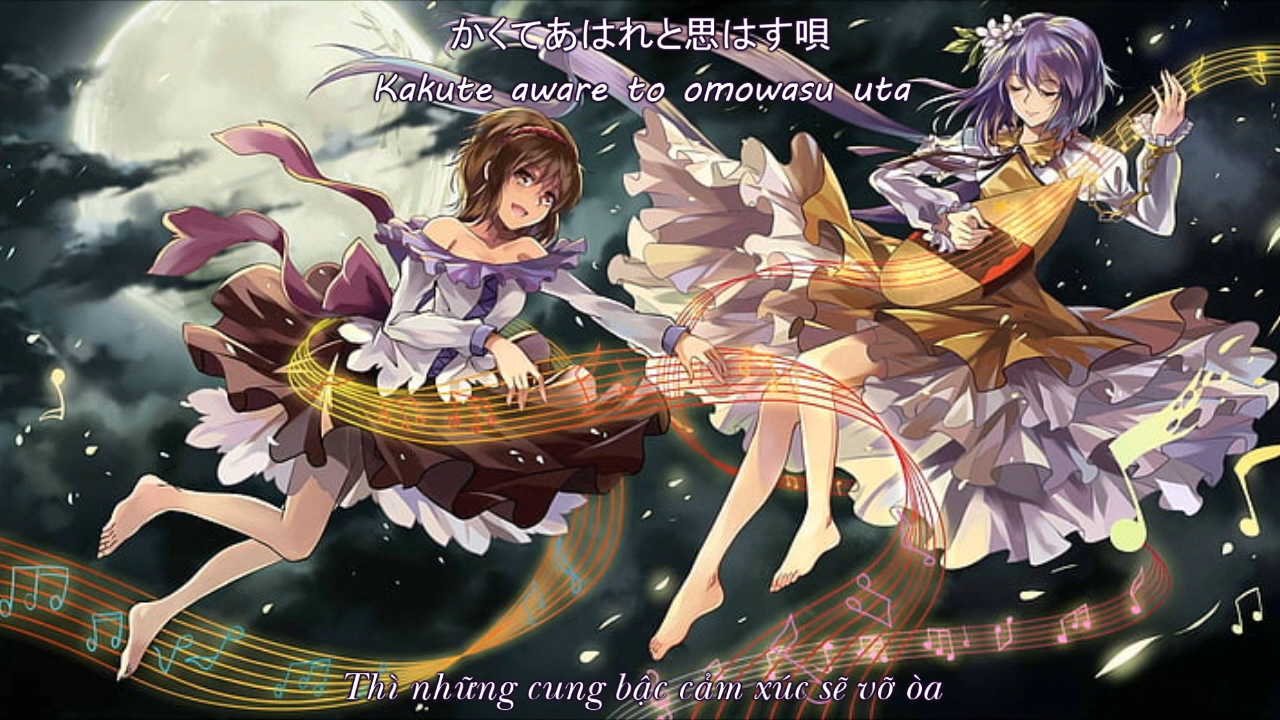 かくてあはれと思はす唄
Kakute aware to omowasu uta
Thì những cung bậc cảm xúc sẽ vỡ òa